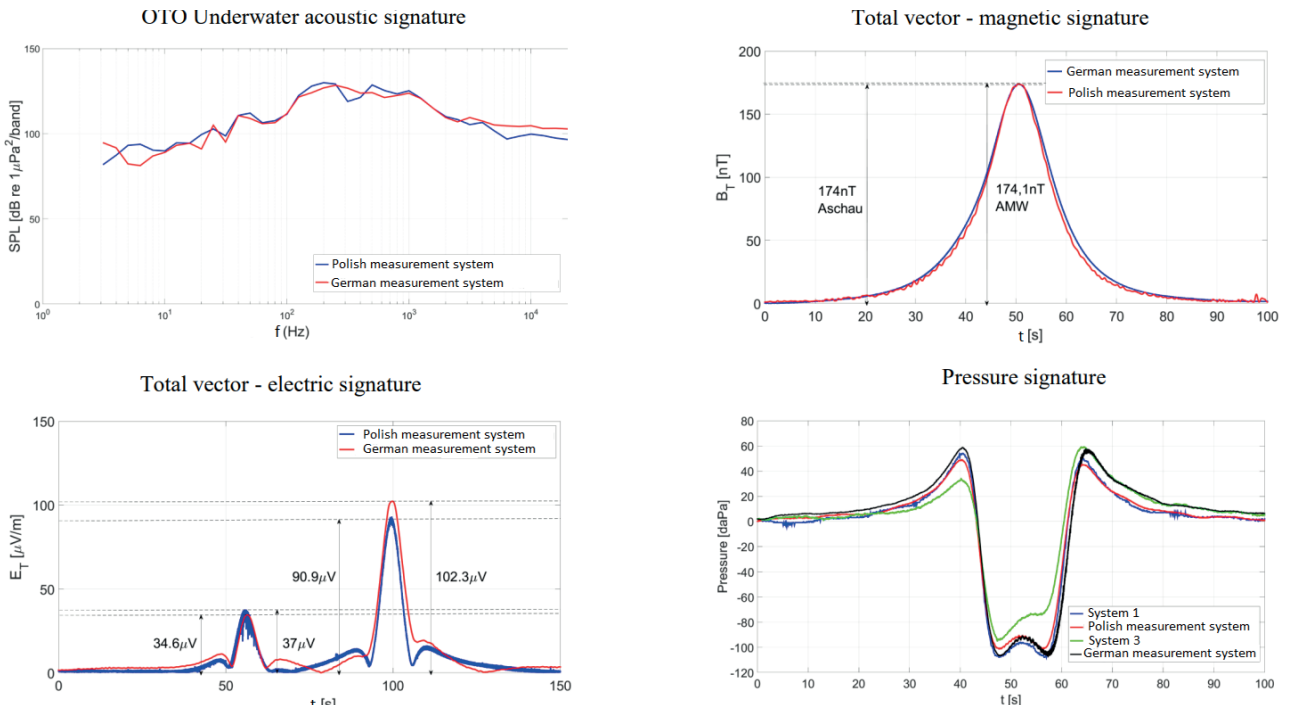 OTO Underwater acoustic signature
150
100
50
0
SPL [dB re 1μPa²/band]
10⁰
10¹
10²
10³
10⁴
f (Hz)
Polish measurement system
German measurement system
Total vector - magnetic signature
200
150
100
50
0
B_T [nT]
German measurement system
Polish measurement system
174nT
Aschau
174,1nT
AMW
0 10 20 30 40 50 60 70 80 90 100
t [s]
Total vector - electric signature
150
100
50
0
E_T [μV/m]
Polish measurement system
German measurement system
90.9μV
102.3μV
34.6μV
37μV
0 50 100 150
t [s]
Pressure signature
80
60
40
20
0
-20
-40
-60
-80
-100
-120
Pressure [daPa]
System 1
Polish measurement system
System 3
German measurement system
0 10 20 30 40 50 60 70 80 90 100
t [s]